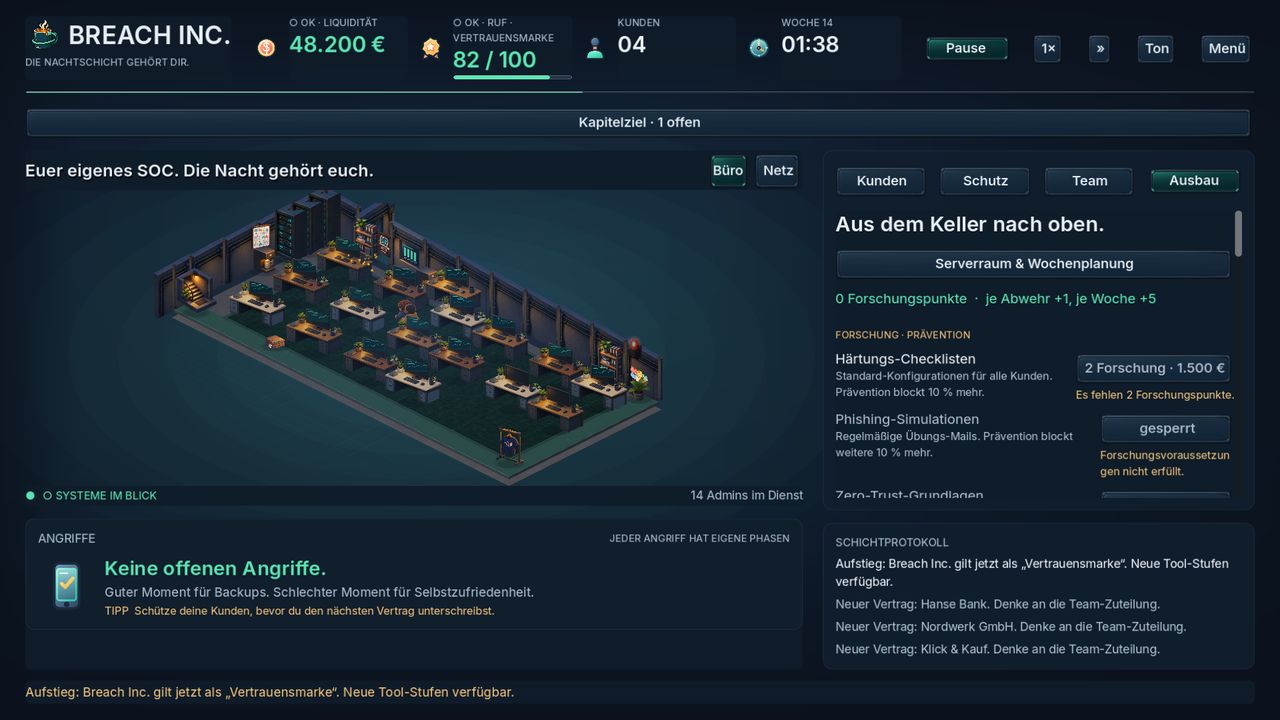 BREACH INC.
DIE NACHTSCHICHT GEHÖRT DIR.
OK · LIQUIDITÄT
48.200 €
OK · RUF ·
VERTRAUENSMARKE
82 / 100
KUNDEN
04
WOCHE 14
01:38
Pause
1×
»
Ton
Menü
Kapitelziel · 1 offen
Euer eigenes SOC. Die Nacht gehört euch.
Büro
Netz
SYSTEME IM BLICK
14 Admins im Dienst
ANGRIFFE
JEDER ANGRIFF HAT EIGENE PHASEN
Keine offenen Angriffe.
Guter Moment für Backups. Schlechter Moment für Selbstzufriedenheit.
TIPP Schütze deine Kunden, bevor du den nächsten Vertrag unterschreibst.
Kunden
Schutz
Team
Ausbau
Aus dem Keller nach oben.
Serverraum & Wochenplanung
0 Forschungspunkte · je Abwehr +1, je Woche +5
FORSCHUNG · PRÄVENTION
Härtungs-Checklisten
Standard-Konfigurationen für alle Kunden.
Prävention blockt 10 % mehr.
2 Forschung · 1.500 €
Es fehlen 2 Forschungspunkte.
Phishing-Simulationen
Regelmäßige Übungs-Mails. Prävention blockt
weitere 10 % mehr.
gesperrt
Forschungsvoraussetzun
gen nicht erfüllt.
Zero-Trust-Grundlagen
SCHICHTPROTOKOLL
Aufstieg: Breach Inc. gilt jetzt als „Vertrauensmarke“. Neue Tool-Stufen
verfügbar.
Neuer Vertrag: Hanse Bank. Denke an die Team-Zuteilung.
Neuer Vertrag: Nordwerk GmbH. Denke an die Team-Zuteilung.
Neuer Vertrag: Klick & Kauf. Denke an die Team-Zuteilung.
Aufstieg: Breach Inc. gilt jetzt als „Vertrauensmarke“. Neue Tool-Stufen verfügbar.